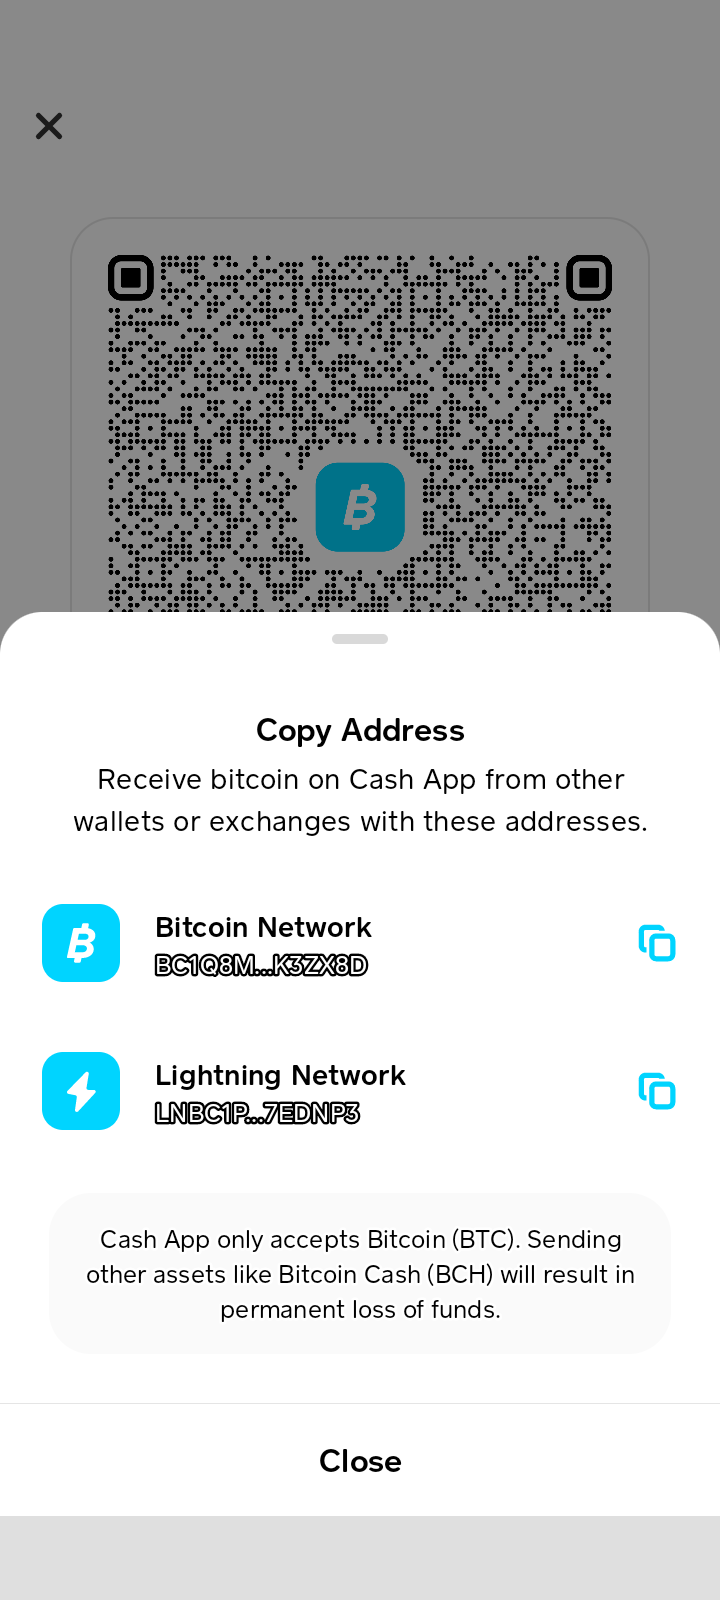 Copy Address
Receive bitcoin on Cash App from other
wallets or exchanges with these addresses.
Bitcoin Network
BC1Q8M...K3ZX8D
Lightning Network
LNBC1P...7EDNP3
Cash App only accepts Bitcoin (BTC). Sending
other assets like Bitcoin Cash (BCH) will result in
permanent loss of funds.
Close